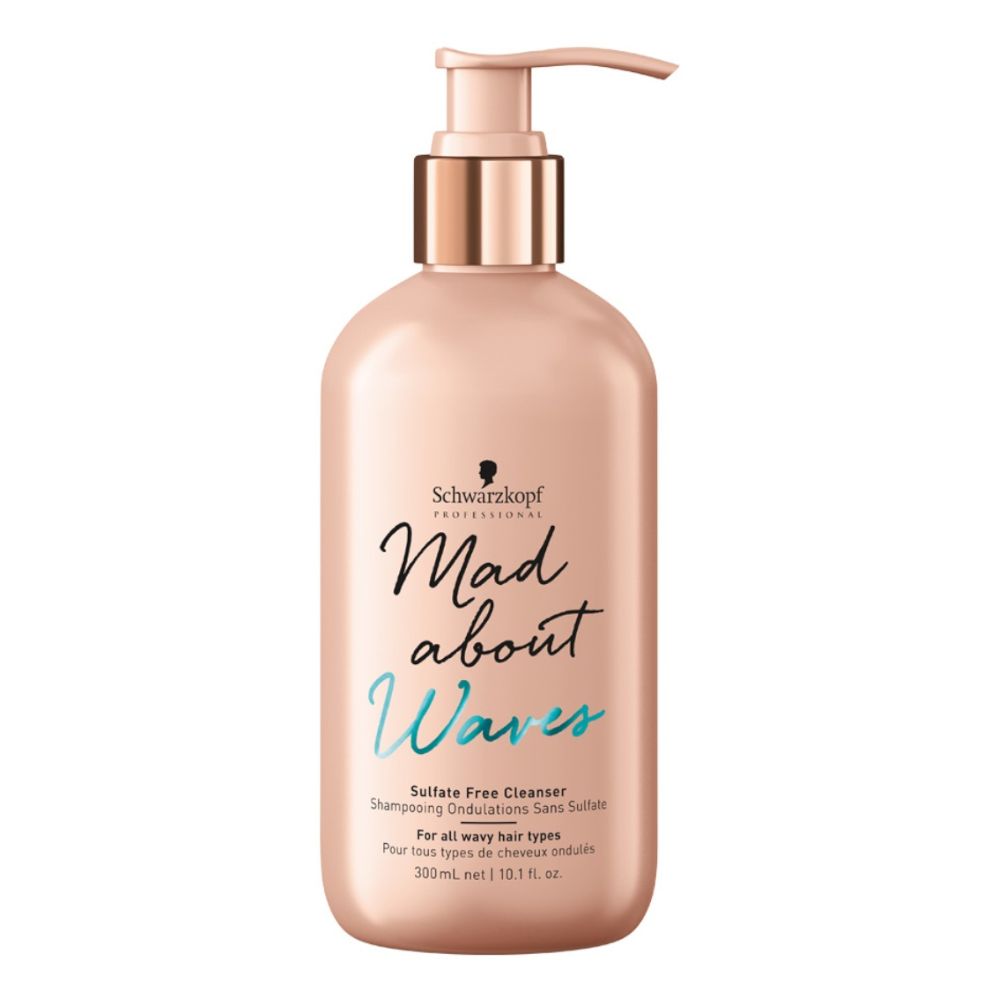 Schwarzkopf
PROFESSIONAL
Mad
about
Waves
Sulfate Free Cleanser
Shampooing Ondulations Sans Sulfate
For all wavy hair types
Pour tous types de cheveux ondulés
300mL net | 10.1 fl. oz.